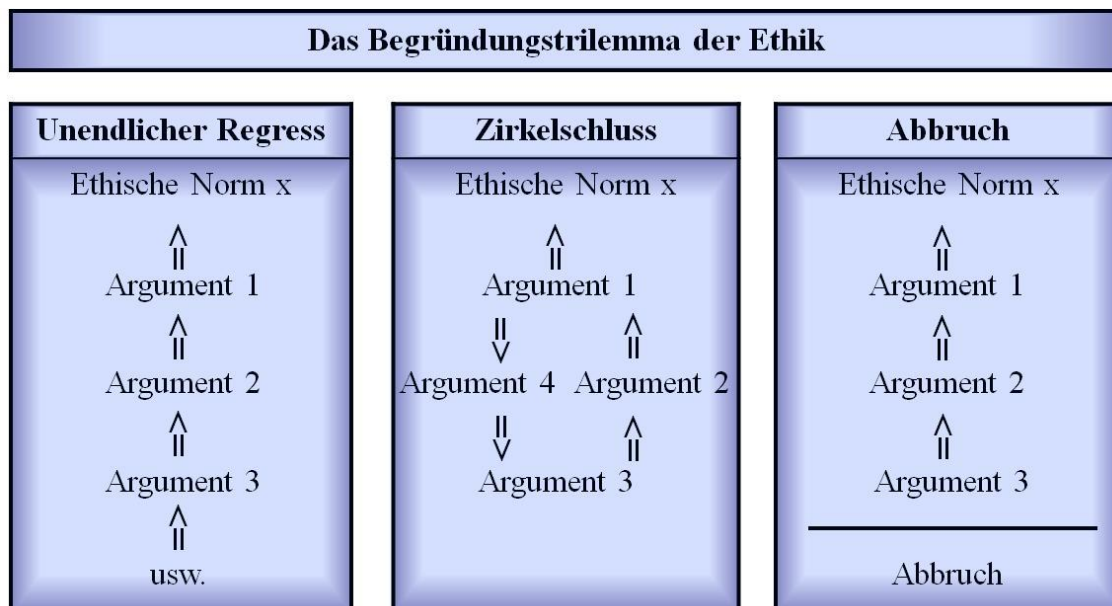 Das Begründungstrilemma der Ethik
Unendlicher Regress
Ethische Norm x
Argument 1
Argument 2
Argument 3
usw.
Zirkelschluss
Ethische Norm x
Argument 1
Argument 4 Argument 2
Argument 3
Abbruch
Ethische Norm x
Argument 1
Argument 2
Argument 3
Abbruch